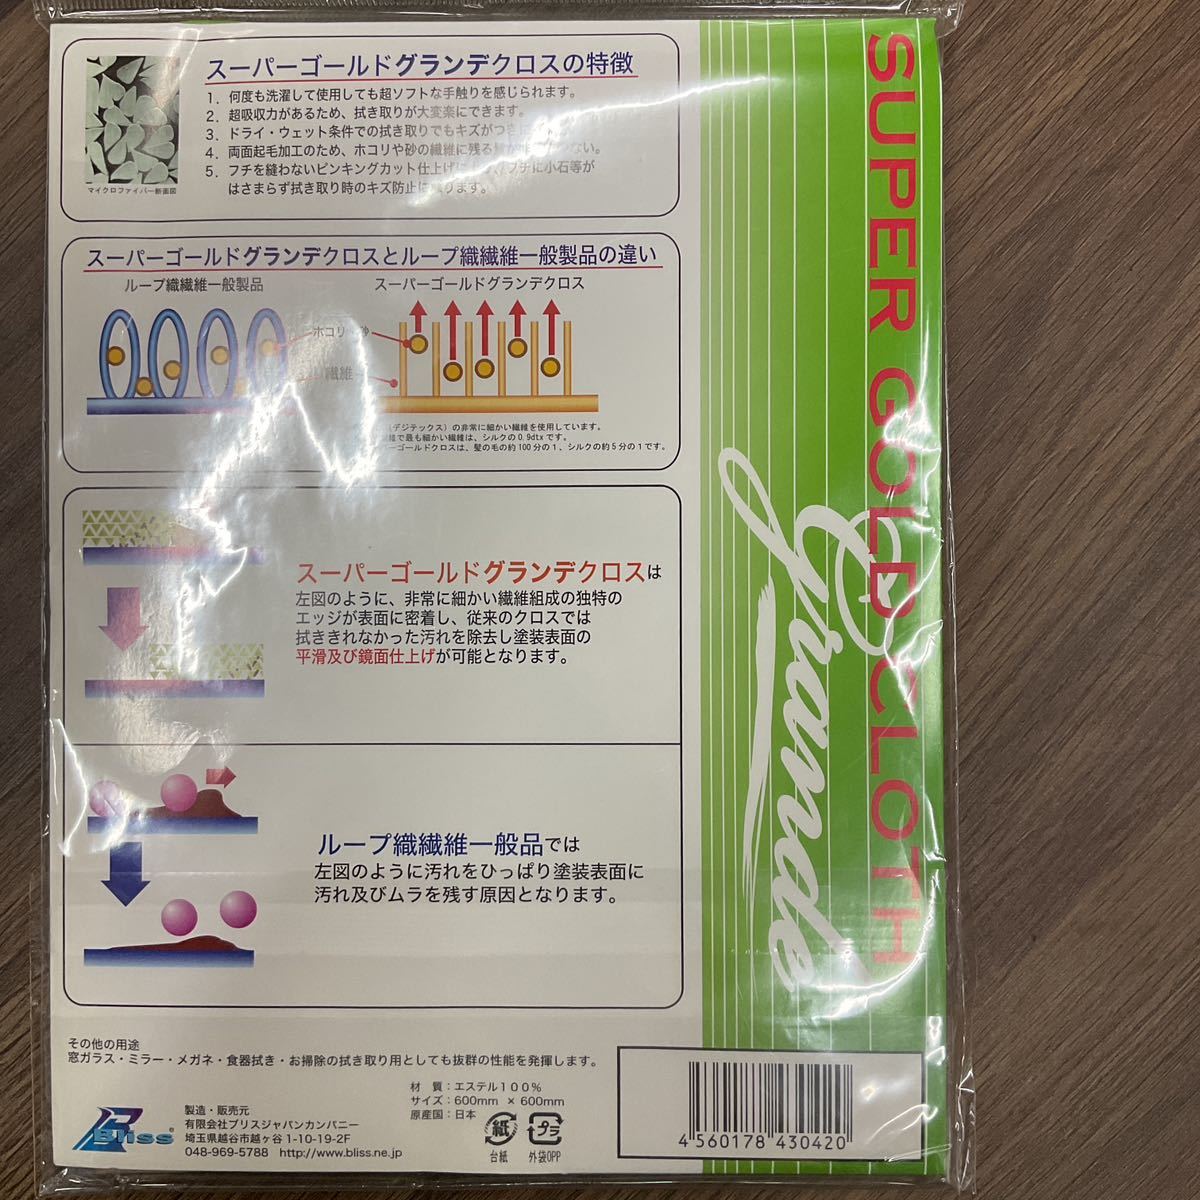 スーパーゴールドグランデクロスの特徴
1．何度も洗濯して使用しても超ソフトな手触りを感じられます。
2．超吸収力があるため、拭き取りが大変楽にできます。
3．ドライ・ウェット条件での拭き取りでもキズがつき
4．両面起毛加工のため、ホコリや砂の繊維に残る
5．フチを縫わないピンキングカット仕上げに フチに小石等が
はさまらず拭き取り時のキズ防止に ります。
マイクロファイバー断面図
スーパーゴールドグランデクロスとループ織繊維一般製品の違い
ループ織繊維一般製品
スーパーゴールドグランデクロス
ホコリ 砂
繊維
（デジテックス）の非常に細かい繊維を使用しています。
維で最も細かい繊維は、シルクの0.9dtxです。
ーゴールドクロスは、髪の毛の約100分の1、シルクの約5分の1です。
スーパーゴールドグランデクロスは
左図のように、非常に細かい繊維組成の独特の
エッジが表面に密着し、従来のクロスでは
拭ききれなかった汚れを除去し塗装表面の
平滑及び鏡面仕上げが可能となります。
ループ織繊維一般品では
左図のように汚れをひっぱり塗装表面に
汚れ及びムラを残す原因となります。
SUPER GOLD CLOTH
Grande
その他の用途
窓ガラス・ミラー・メガネ・食器拭き・お掃除の拭き取り用としても抜群の性能を発揮します。
材 質：エステル100％
サイズ：600mm × 600mm
原産国：日本
Bliss
製造・販売元
有限会社ブリスジャパンカンパニー
埼玉県越谷市越ヶ谷 1-10-19-2F
048-969-5788 http://www.bliss.ne.jp
紙
台紙
プラ
外袋OPP
4 560178 430420